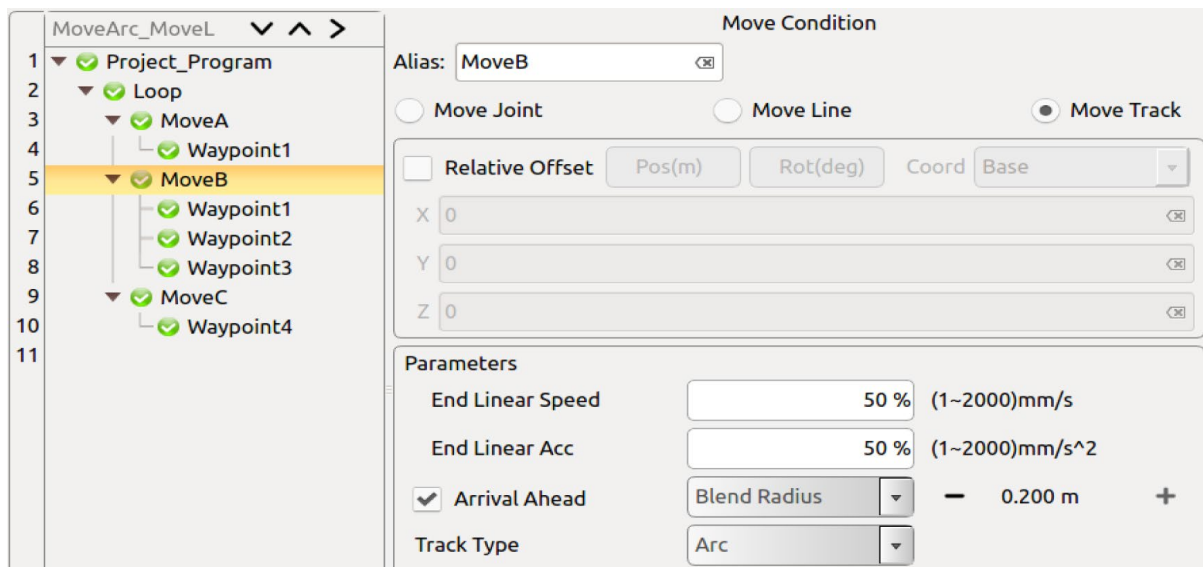 MoveArc_MoveL
1 Project_Program
2 Loop
3 MoveA
4 Waypoint1
5 MoveB
6 Waypoint1
7 Waypoint2
8 Waypoint3
9 MoveC
10 Waypoint4
11
Move Condition
Alias: MoveB
Move Joint Move Line Move Track
Relative Offset Pos(m) Rot(deg) Coord Base
X 0
Y 0
Z 0
Parameters
End Linear Speed 50 % (1~2000)mm/s
End Linear Acc 50 % (1~2000)mm/s^2
Arrival Ahead Blend Radius − 0.200 m +
Track Type Arc